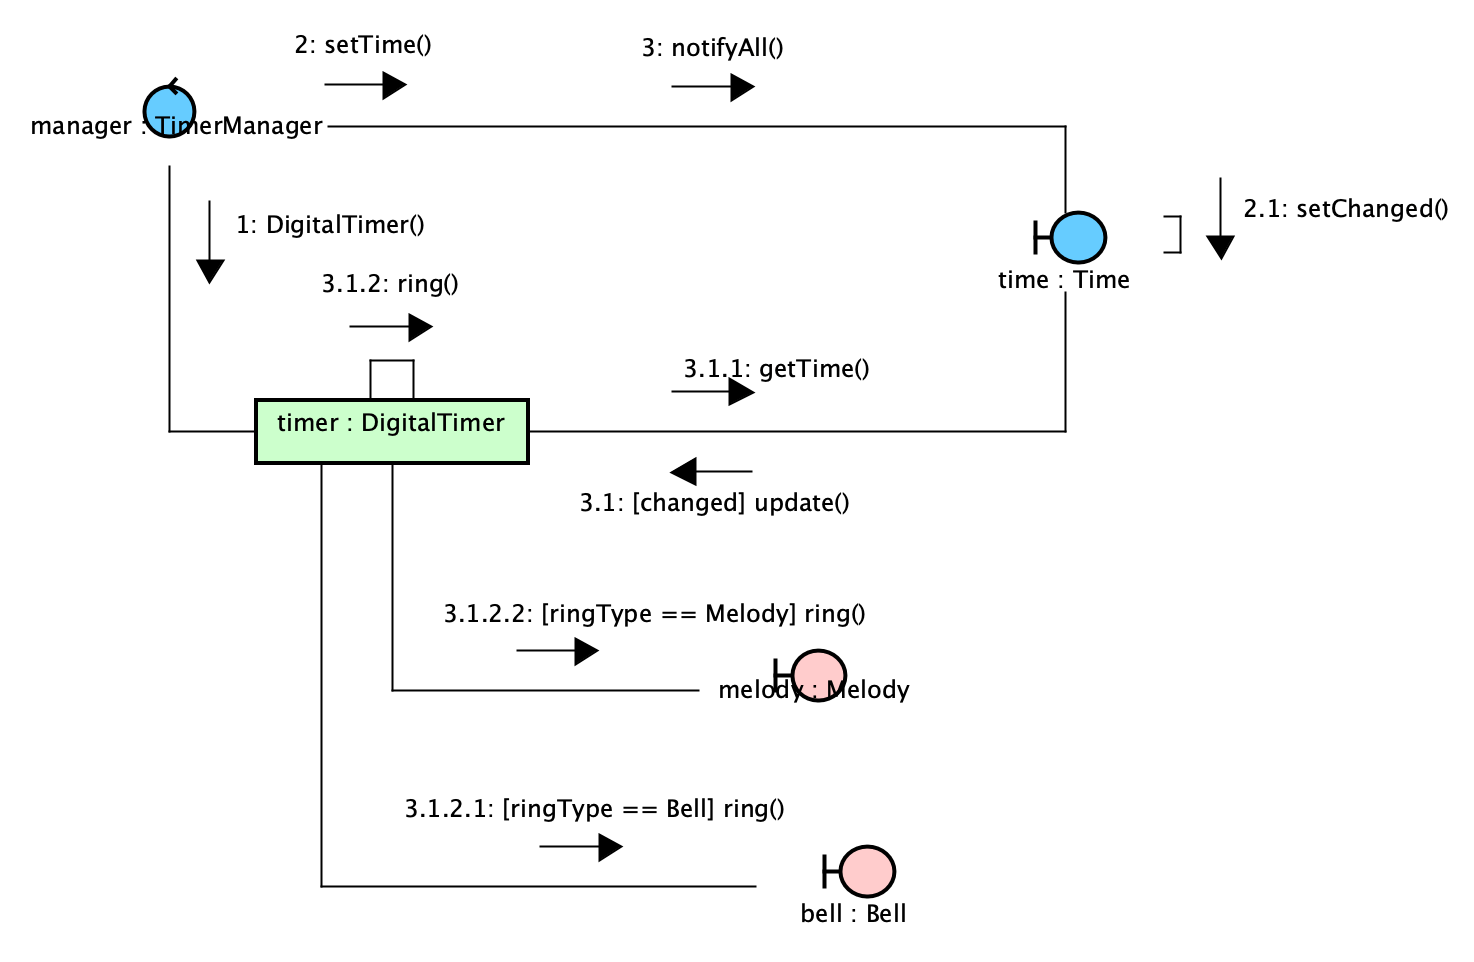 2: setTime()
3: notifyAll()
manager : TimerManager
2.1: setChanged()
1: DigitalTimer()
time : Time
3.1.2: ring()
3.1.1: getTime()
timer : DigitalTimer
3.1: [changed] update()
3.1.2.2: [ringType == Melody] ring()
melody : Melody
3.1.2.1: [ringType == Bell] ring()
bell : Bell